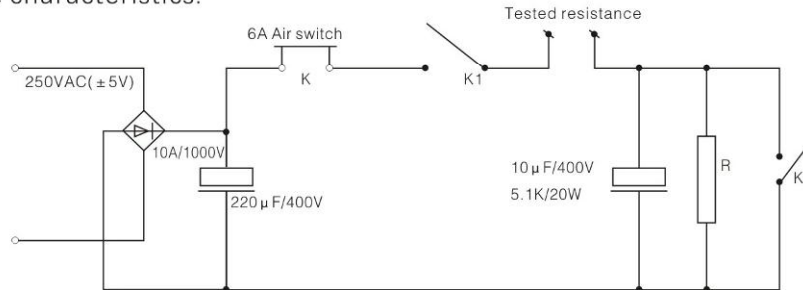 characteristics.
Tested resistance
6A Air switch
K
K1
250VAC(±5V)
10A/1000V
220μF/400V
10μF/400V
5.1K/20W
R
K